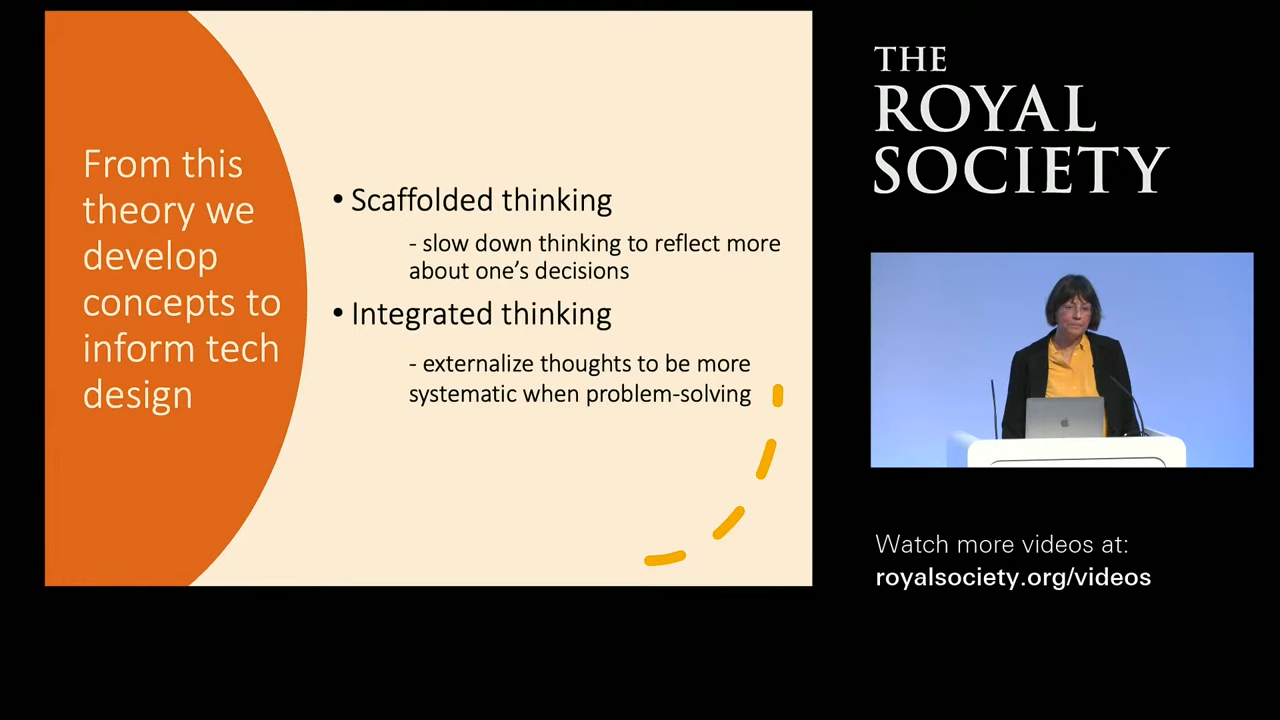 From this
theory we
develop
concepts to
inform tech
design
• Scaffolded thinking
- slow down thinking to reflect more
about one's decisions
• Integrated thinking
- externalize thoughts to be more
systematic when problem-solving
THE
ROYAL
SOCIETY
Watch more videos at:
royalsociety.org/videos